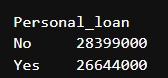 Personal_loan
No     28399000
Yes    26644000